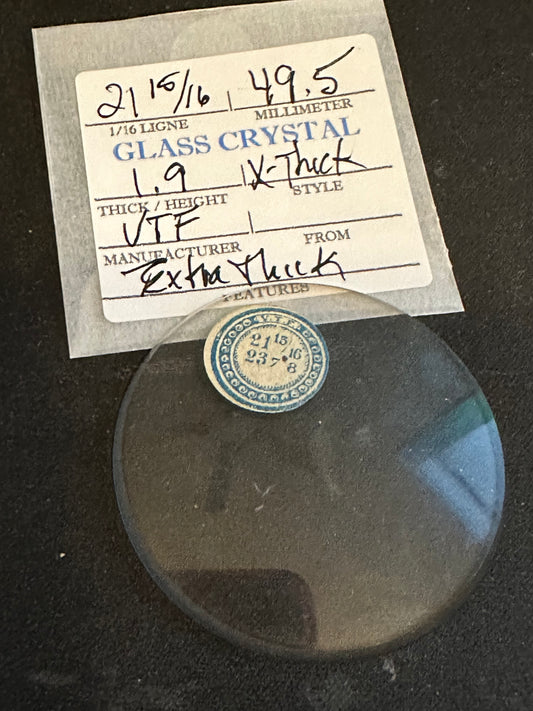 21 15/16 | 49.5
1/16 LIGNE MILLIMETER
GLASS CRYSTAL
1.9 | X-Thick
THICK / HEIGHT STYLE
VTF |
MANUFACTURER FROM
Extra Thick
FEATURES
V.T.F.
21 15/16
23 7/8